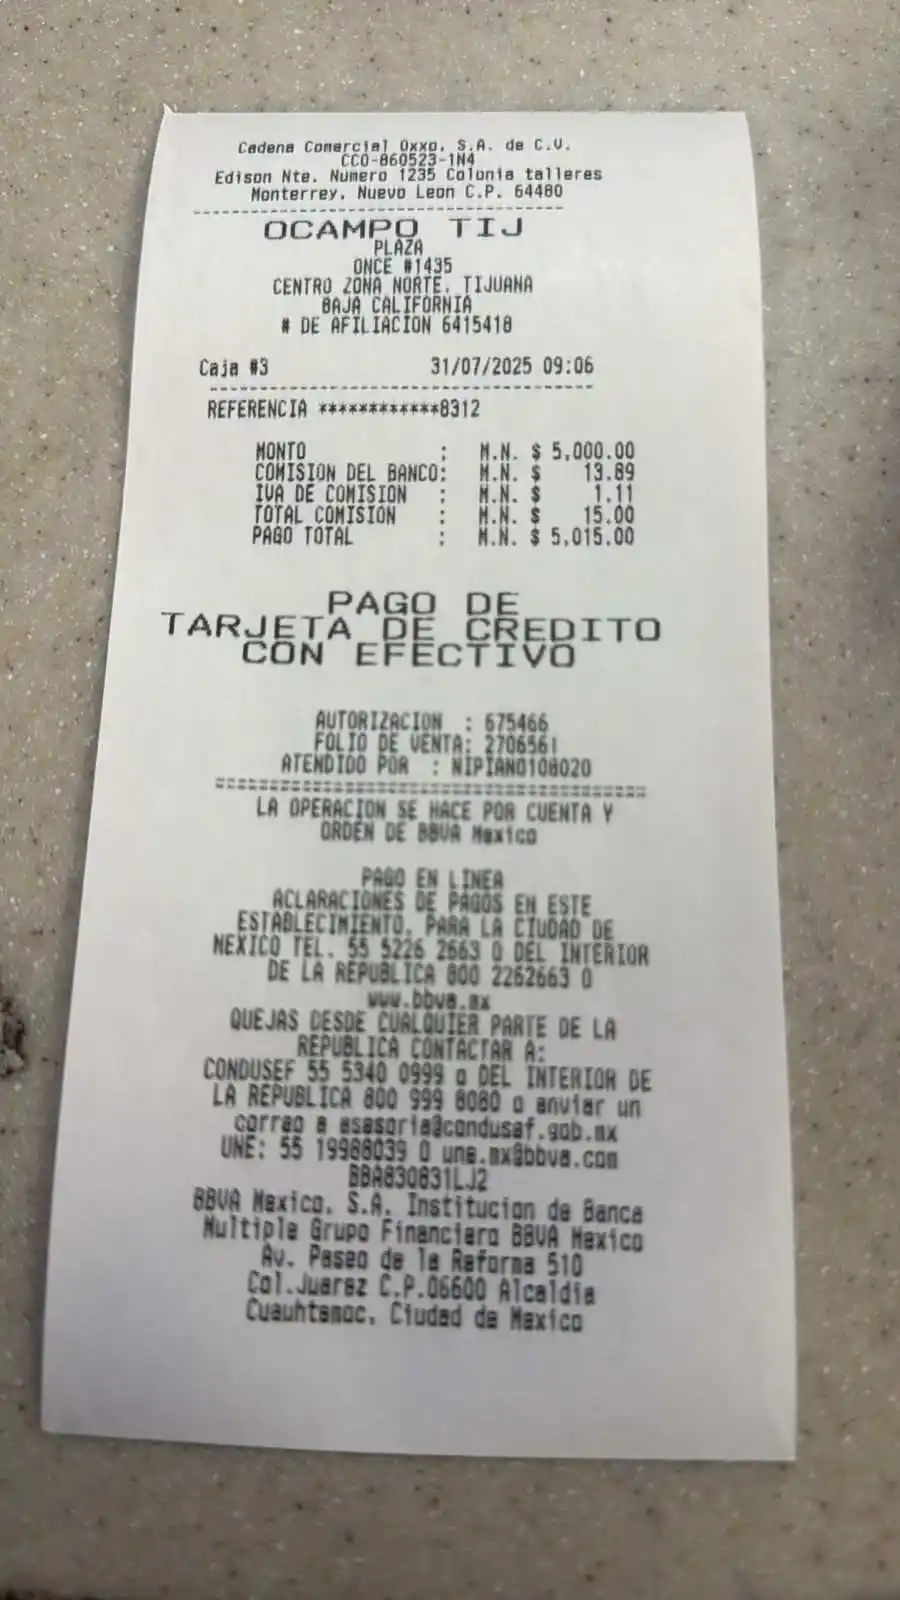 Cadena Comercial Oxxo, S.A. de C.V.
CCO-860523-1N4
Edison Nte. Numero 1235 Colonia talleres
Monterrey, Nuevo Leon C.P. 64480
OCAMPO TIJ
PLAZA
ONCE #1435
CENTRO ZONA NORTE, TIJUANA
BAJA CALIFORNIA
# DE AFILIACION 6415418
Caja #3 31/07/2025 09:06
REFERENCIA ************8312
MONTO : M.N. $ 5,000.00
COMISION DEL BANCO: M.N. $ 13.89
IVA DE COMISION : M.N. $ 1.11
TOTAL COMISION : M.N. $ 15.00
PAGO TOTAL : M.N. $ 5,015.00
PAGO DE
TARJETA DE CREDITO
CON EFECTIVO
AUTORIZACION : 675466
FOLIO DE VENTA: 2706561
ATENDIDO POR : NIPIANO108020
LA OPERACION SE HACE POR CUENTA Y
ORDEN DE BBVA Mexico
PAGO EN LINEA
ACLARACIONES DE PAGOS EN ESTE
ESTABLECIMIENTO, PARA LA CIUDAD DE
MEXICO TEL. 55 5226 2663 O DEL INTERIOR
DE LA REPUBLICA 800 2262663 O
www.bbva.mx
QUEJAS DESDE CUALQUIER PARTE DE LA
REPUBLICA CONTACTAR A:
CONDUSEF 55 5340 0999 o DEL INTERIOR DE
LA REPUBLICA 800 999 8080 o enviar un
correo a asesoria@condusef.gob.mx
UNE: 55 19988039 O une.mx@bbva.com
BBA830831LJ2
BBVA Mexico, S.A. Institucion de Banca
Multiple Grupo Financiero BBVA Mexico
Av. Paseo de la Reforma 510
Col.Juarez C.P.06600 Alcaldia
Cuauhtemoc, Ciudad de Mexico